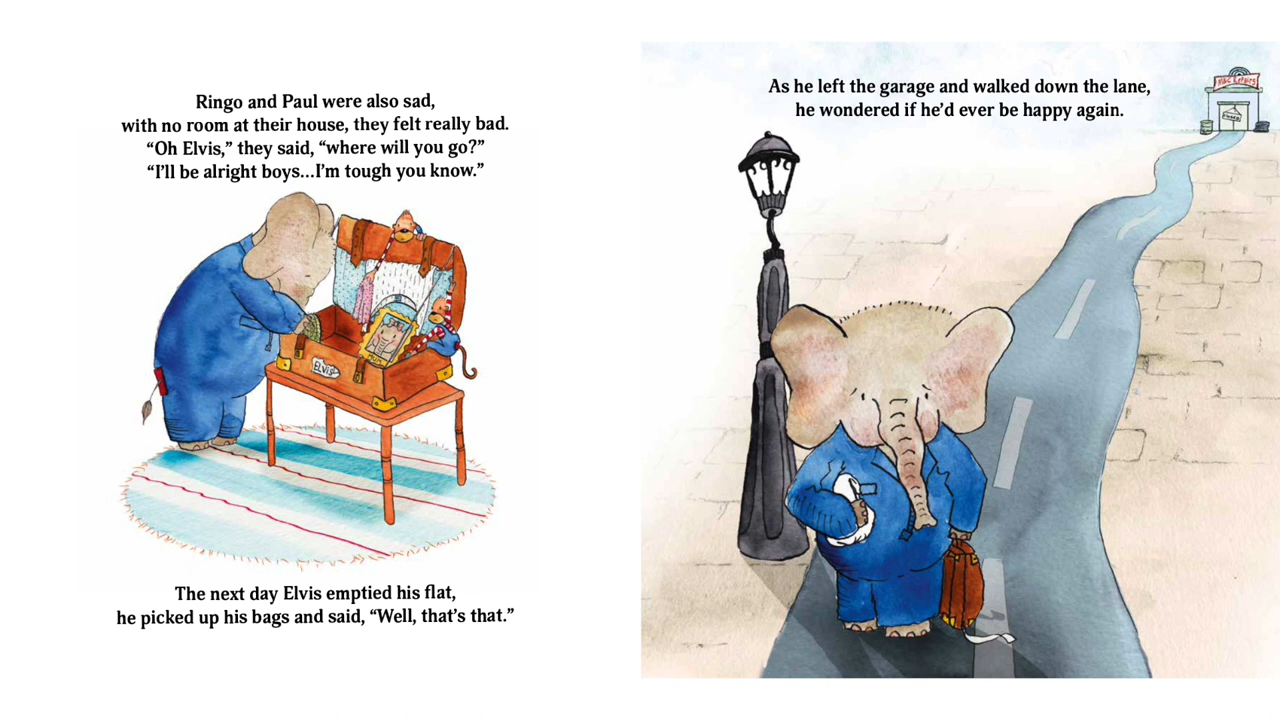 Ringo and Paul were also sad,
with no room at their house, they felt really bad.
“Oh Elvis,” they said, “where will you go?”
“I’ll be alright boys...I’m tough you know.”
ELVIS
The next day Elvis emptied his flat,
he picked up his bags and said, “Well, that’s that.”
As he left the garage and walked down the lane,
he wondered if he’d ever be happy again.